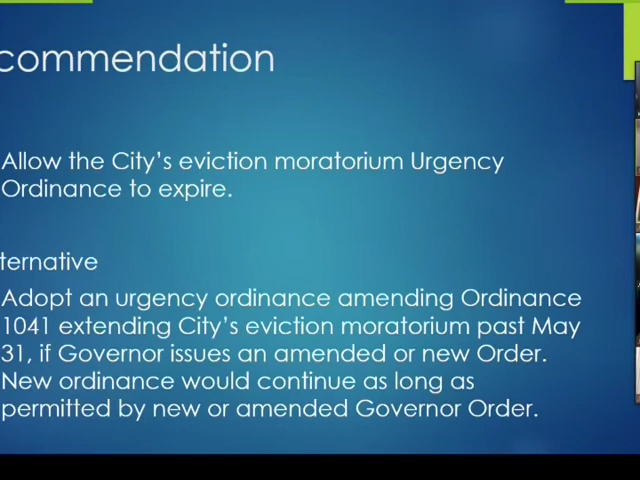 commendation
Allow the City's eviction moratorium Urgency
Ordinance to expire.
ternative
Adopt an urgency ordinance amending Ordinance
1041 extending City's eviction moratorium past May
31, if Governor issues an amended or new Order.
New ordinance would continue as long as
permitted by new or amended Governor Order.